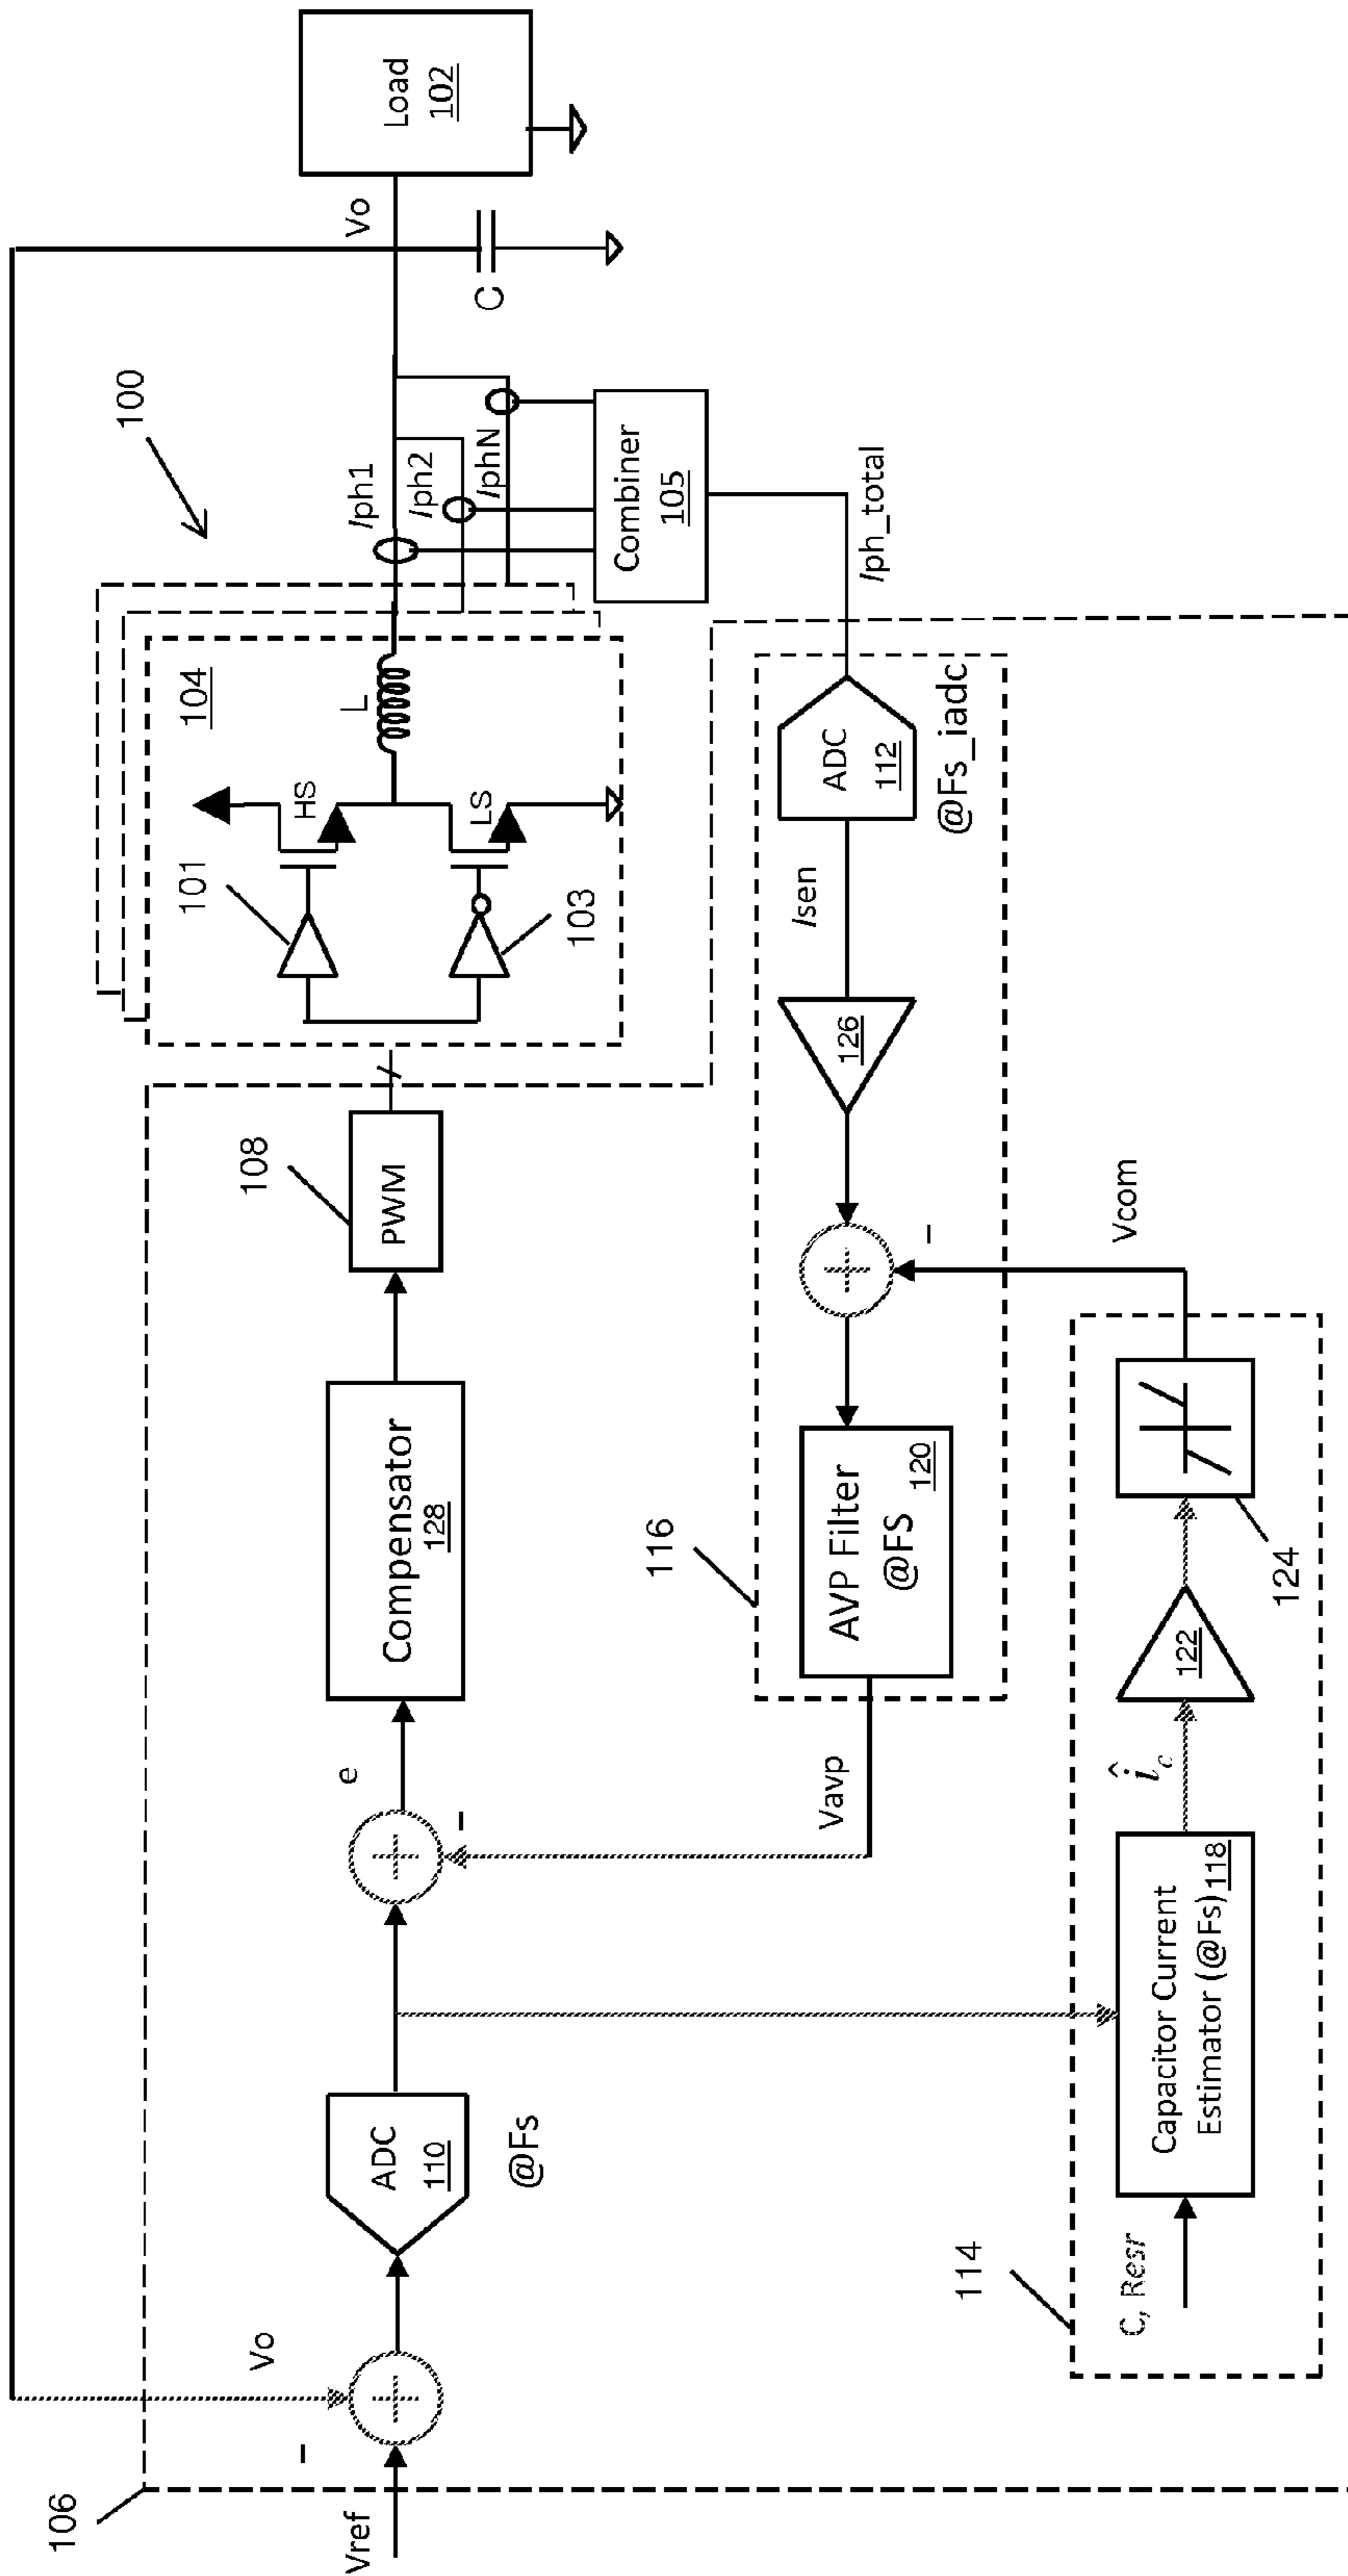 100
Vo
Load
102
C
104
L
HS
LS
101
103
Iph1
Iph2
IphN
Combiner
105
Iph_total
106
Vref
−
Vo
ADC
110
@Fs
e
−
Compensator
128
108
PWM
116
Vavp
AVP Filter
@FS
120
−
126
Isen
ADC
112
@Fs_iadc
Vcom
114
C, Resr
Capacitor Current
Estimator (@Fs) 118
î_c
122
124